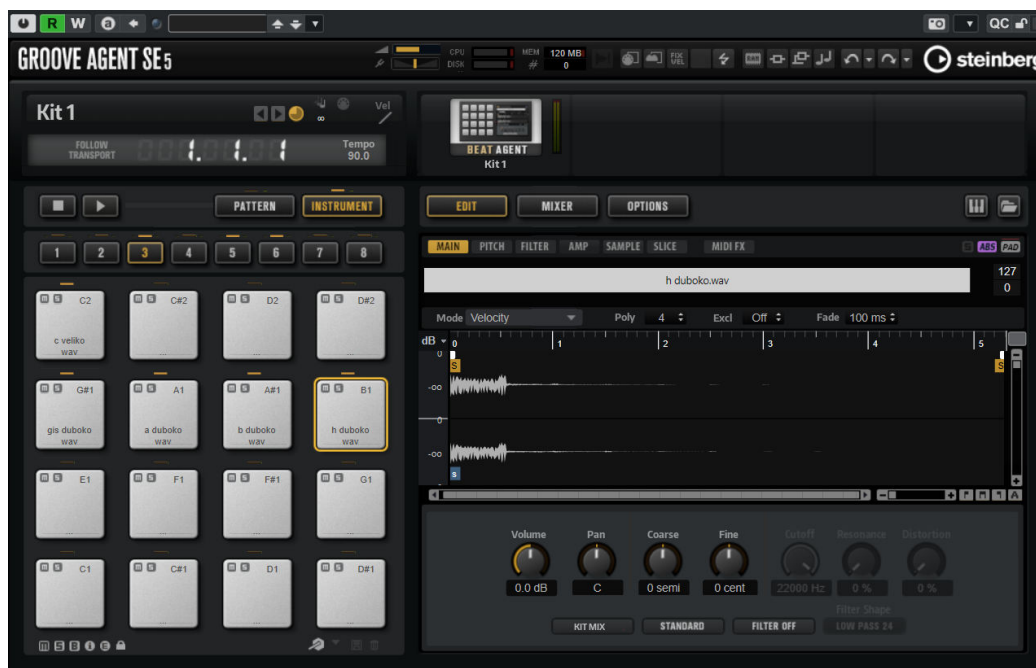 R W a QC
GROOVE AGENT SE 5
CPU
DISK
MEM 120 MB
# 0
FIX VEL
steinberg
Kit 1
∞
Vel
FOLLOW TRANSPORT
1. 1. 1
Tempo
90.0
BEAT AGENT
Kit 1
PATTERN INSTRUMENT
EDIT MIXER OPTIONS
1 2 3 4 5 6 7 8
MAIN PITCH FILTER AMP SAMPLE SLICE MIDI FX
ABS PAD
h duboko.wav
127
0
Mode Velocity Poly 4 Excl Off Fade 100 ms
dB 0 1 2 3 4 5
0
S S
-oo
0
-oo
s
m S C2
c veliko
wav
m S C#2
...
m S D2
...
m S D#2
...
m S G#1
gis duboko
wav
m S A1
a duboko
wav
m S A#1
b duboko
wav
m S B1
h duboko
wav
m S E1
...
m S F1
...
m S F#1
...
m S G1
...
m S C1
...
m S C#1
...
m S D1
...
m S D#1
...
Volume Pan Coarse Fine Cutoff Resonance Distortion
0.0 dB C 0 semi 0 cent 22000 Hz 0 % 0 %
Filter Shape
KIT MIX STANDARD FILTER OFF LOW PASS 24